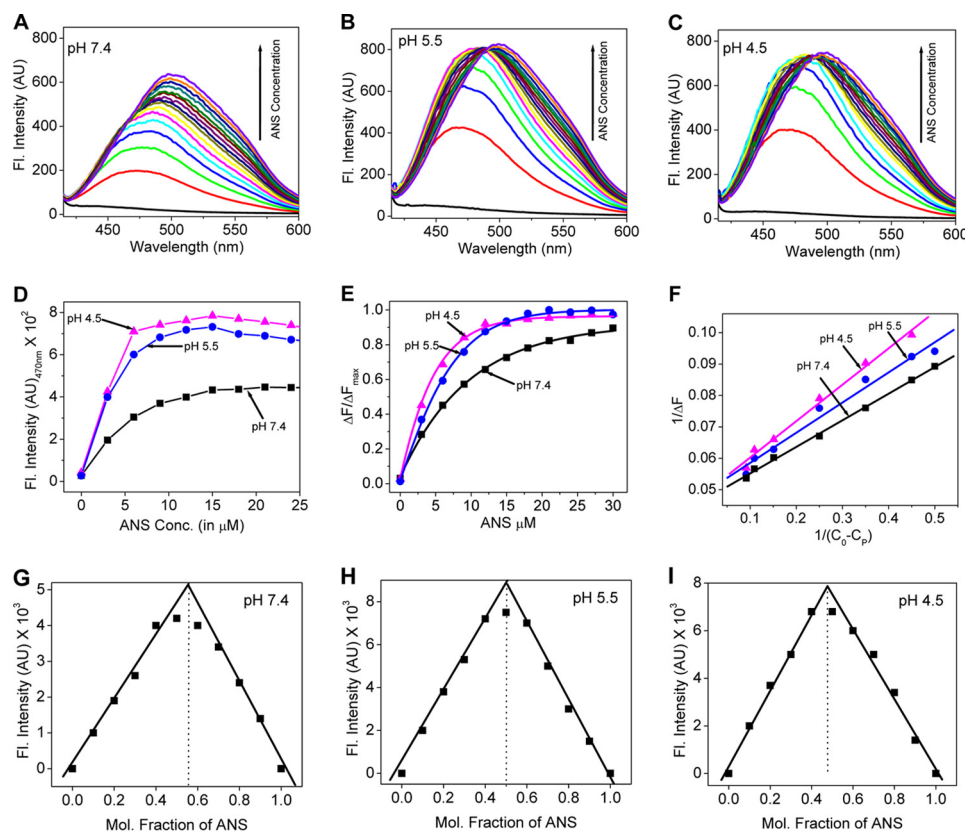 A
pH 7.4
Fl. Intensity (AU)
800
700
600
500
400
300
200
100
0
ANS Concentration
450
500
550
600
Wavelength (nm)
B
pH 5.5
Fl. Intensity (AU)
800
600
400
200
0
ANS Concentration
450
500
550
600
Wavelength (nm)
C
pH 4.5
Fl. Intensity (AU)
800
600
400
200
0
ANS Concentration
450
500
550
600
Wavelength (nm)
D
Fl. Intensity (AU)470nm X 10²
8
6
4
2
0
pH 4.5
pH 5.5
pH 7.4
0
5
10
15
20
25
ANS Conc. (in μM)
E
ΔF/ΔFmax
1.0
0.8
0.6
0.4
0.2
0.0
pH 4.5
pH 5.5
pH 7.4
0
5
10
15
20
25
30
ANS μM
F
1/ΔF
0.10
0.09
0.08
0.07
0.06
0.05
pH 4.5
pH 5.5
pH 7.4
0.1
0.2
0.3
0.4
0.5
1/(C0-CP)
G
pH 7.4
Fl. Intensity (AU) X 10³
5
4
3
2
1
0
0.0
0.2
0.4
0.6
0.8
1.0
Mol. Fraction of ANS
H
pH 5.5
Fl. Intensity (AU) X 10³
8
6
4
2
0
0.0
0.2
0.4
0.6
0.8
1.0
Mol. Fraction of ANS
I
pH 4.5
Fl. Intensity (AU) X 10³
8
6
4
2
0
0.0
0.2
0.4
0.6
0.8
1.0
Mol. Fraction of ANS